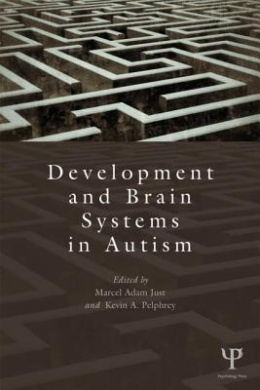 Development
and Brain
Systems
in Autism
Edited by
Marcel Adam Just
and Kevin A. Pelphrey
Ψ
Psychology Press